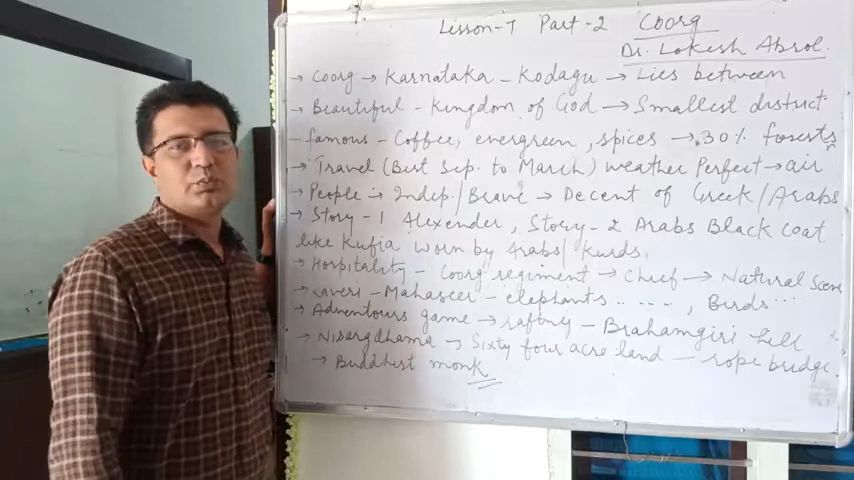 Lisson-7 Part-2 Coorg
Dr. Lokesh Abrol.
→ Coorg → Karnataka - Kodagu → Lies between
→ Beautiful - Kingdom of God → Smallest district
- famous - Coffee, evergreen, spices → 30% forests
→ Travel (Best Sep. to March) weather Perfect → air
→ People → Indep/Brave → Decent of Greek/Arabs
→ Story - 1 Alexender, Story - 2 Arabs Black coat
like Kufia worn by Arabs/Kurds.
→ Hospitality - Coorg regiment → Chief → Natural Scene
→ Kaveri - Mahaseer - elephants ....., Birds ...
→ Adventours game → rafting - Brahamgiri Hill
→ Nisargdhama → Sixty four acre land - rope bridge.
→ Buddhist monk